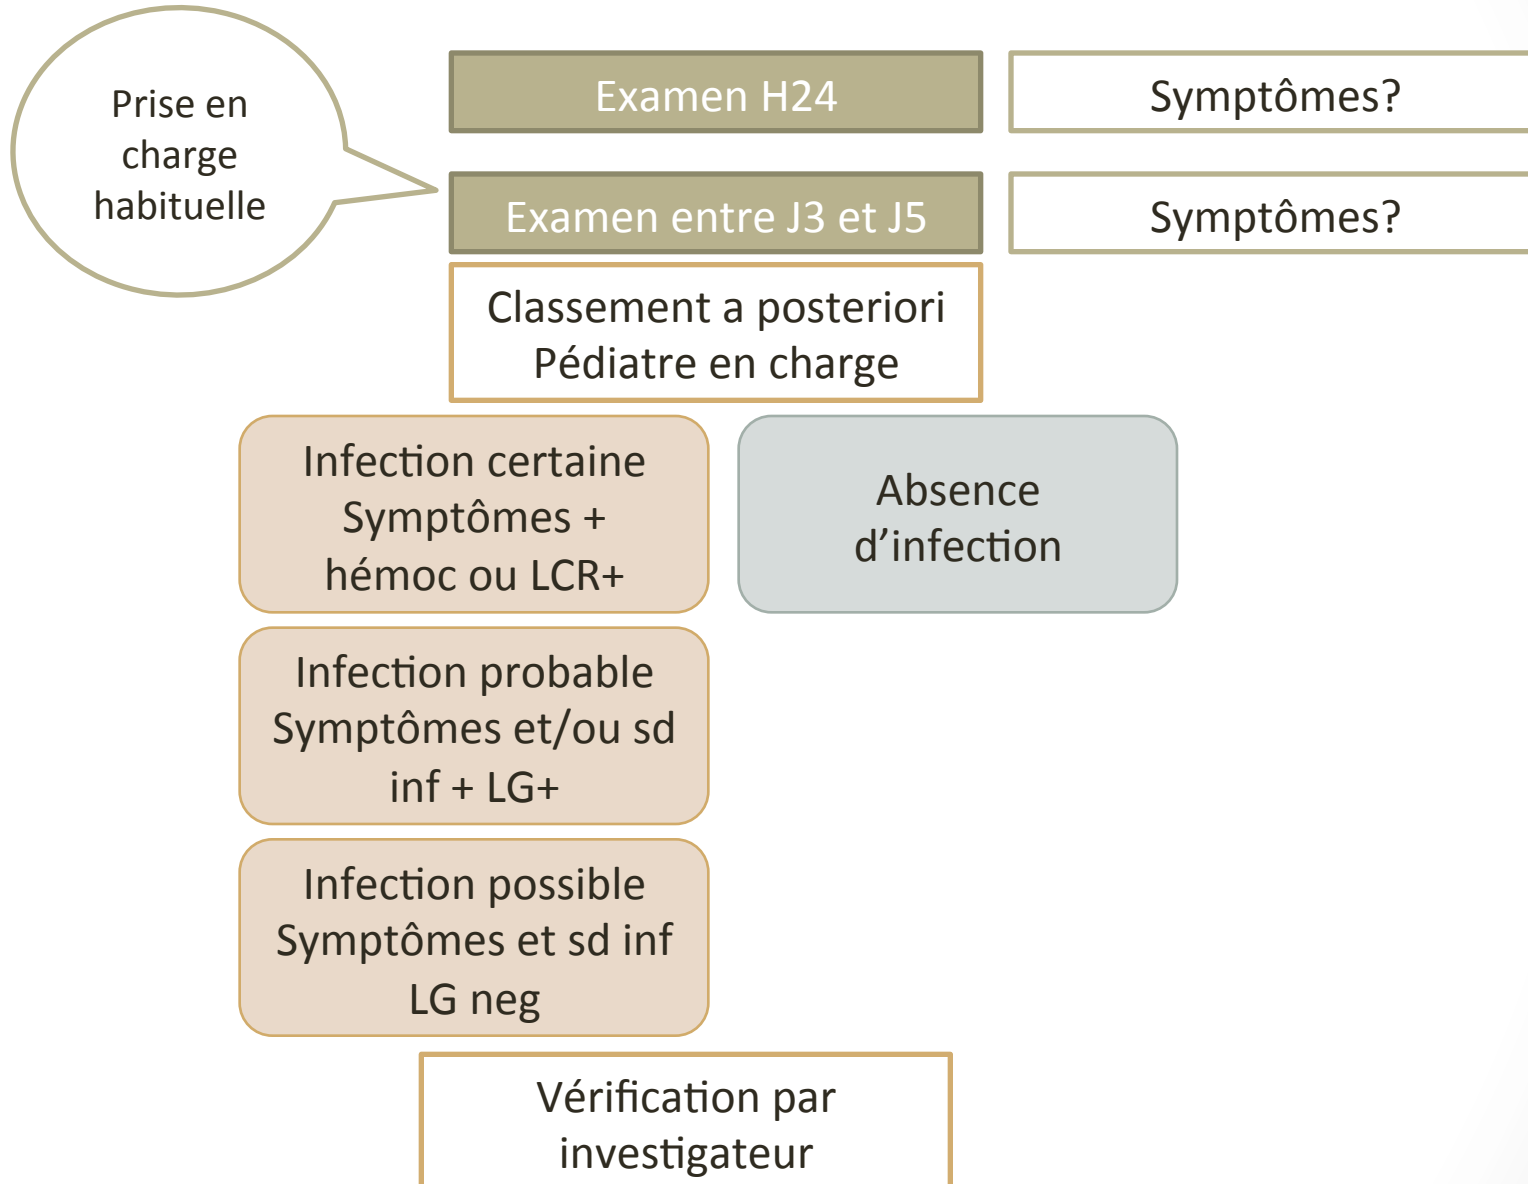 Prise en
charge
habituelle
Examen H24
Symptômes?
Examen entre J3 et J5
Symptômes?
Classement a posteriori
Pédiatre en charge
Infection certaine
Symptômes +
hémoc ou LCR+
Absence
d’infection
Infection probable
Symptômes et/ou sd
inf + LG+
Infection possible
Symptômes et sd inf
LG neg
Vérification par
investigateur